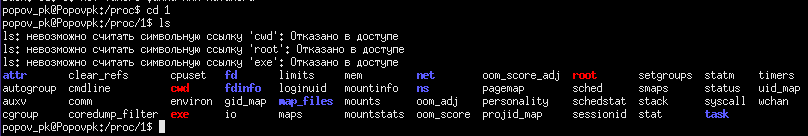 popov_pk@Popovpk:/proc$ cd 1
popov_pk@Popovpk:/proc/1$ ls
ls: невозможно считать символьную ссылку 'cwd': Отказано в доступе
ls: невозможно считать символьную ссылку 'root': Отказано в доступе
ls: невозможно считать символьную ссылку 'exe': Отказано в доступе
attr clear_refs cpuset fd limits mem net oom_score_adj root setgroups statm timers
autogroup cmdline cwd fdinfo loginuid mountinfo ns pagemap sched smaps status uid_map
auxv comm environ gid_map map_files mounts oom_adj personality schedstat stack syscall wchan
cgroup coredump_filter exe io maps mountstats oom_score projid_map sessionid stat task
popov_pk@Popovpk:/proc/1$